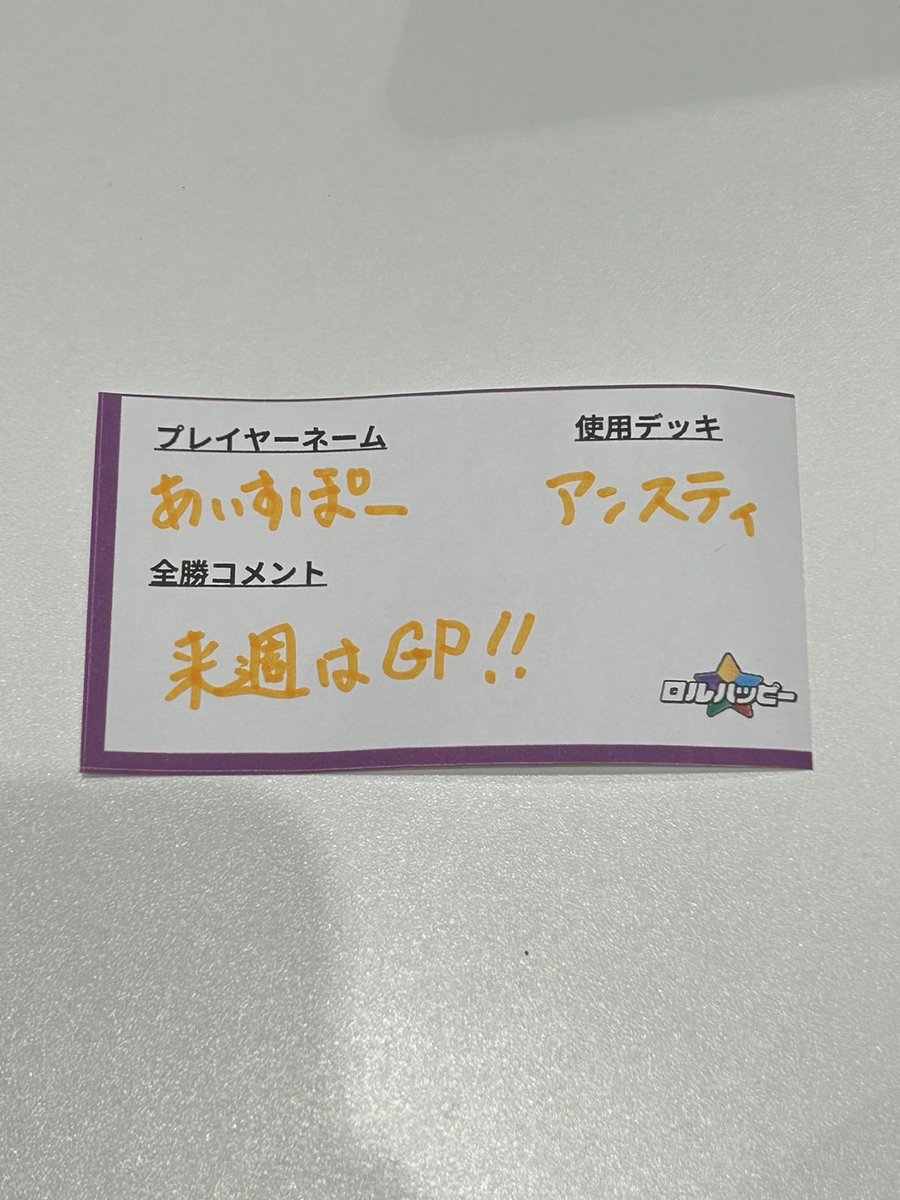 プレイヤーネーム
使用デッキ
あいすぽー
アンスティ
全勝コメント
来週はGP!!
ロルハッピー